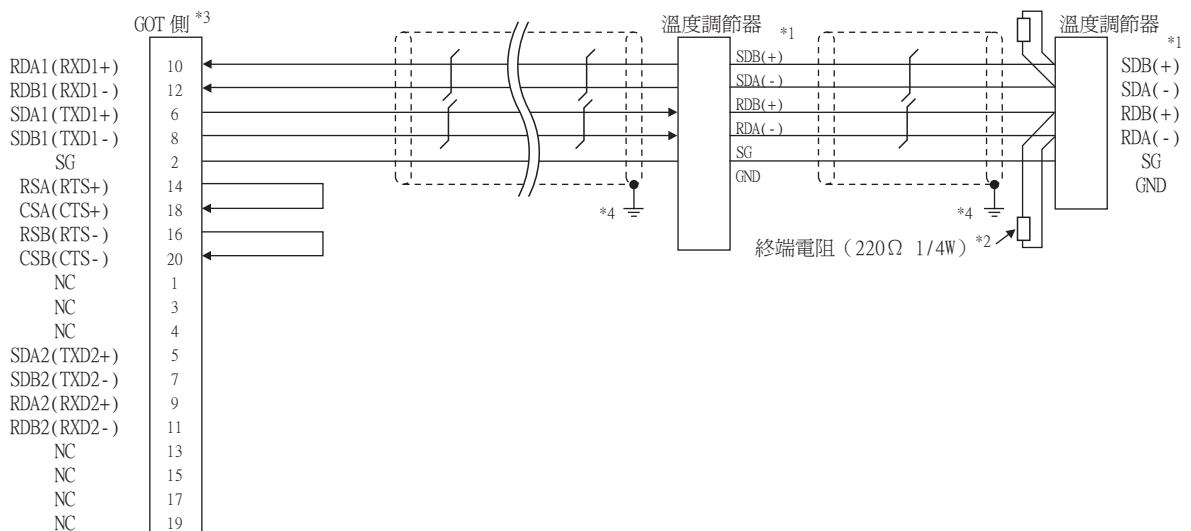 GOT 側 *3
溫度調節器 *1
溫度調節器 *1
RDA1(RXD1+) 10 SDB(+) SDB(+)
RDB1(RXD1-) 12 SDA(-) SDA(-)
SDA1(TXD1+) 6 RDB(+) RDB(+)
SDB1(TXD1-) 8 RDA(-) RDA(-)
SG 2 SG SG
RSA(RTS+) 14 GND GND
CSA(CTS+) 18 *4 *4
RSB(RTS-) 16
終端電阻（220Ω 1/4W）*2
CSB(CTS-) 20
NC 1
NC 3
NC 4
SDA2(TXD2+) 5
SDB2(TXD2-) 7
RDA2(RXD2+) 9
RDB2(RXD2-) 11
NC 13
NC 15
NC 17
NC 19